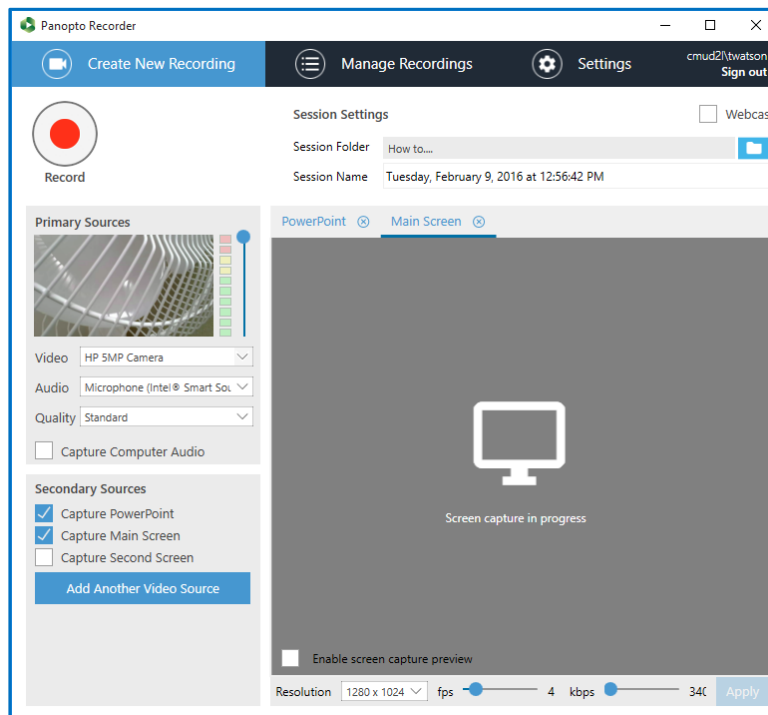 Panopto Recorder
Create New Recording
Manage Recordings
Settings
cmud2l\twatson
Sign out
Record
Session Settings
Webcas
Session Folder
How to....
Session Name
Tuesday, February 9, 2016 at 12:56:42 PM
Primary Sources
PowerPoint
Main Screen
Video
HP 5MP Camera
Audio
Microphone (Intel® Smart Sou
Quality
Standard
Capture Computer Audio
Secondary Sources
Capture PowerPoint
Capture Main Screen
Capture Second Screen
Add Another Video Source
Screen capture in progress
Enable screen capture preview
Resolution
1280 x 1024
fps
4
kbps
340
Apply